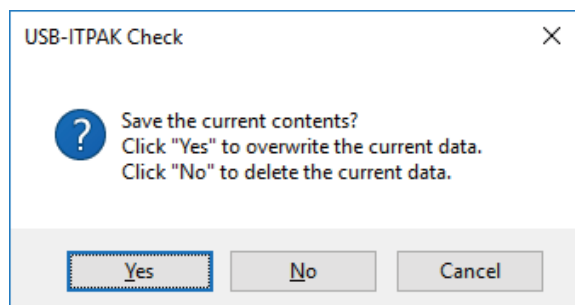 USB-ITPAK Check
?
Save the current contents?
Click "Yes" to overwrite the current data.
Click "No" to delete the current data.
Yes No Cancel